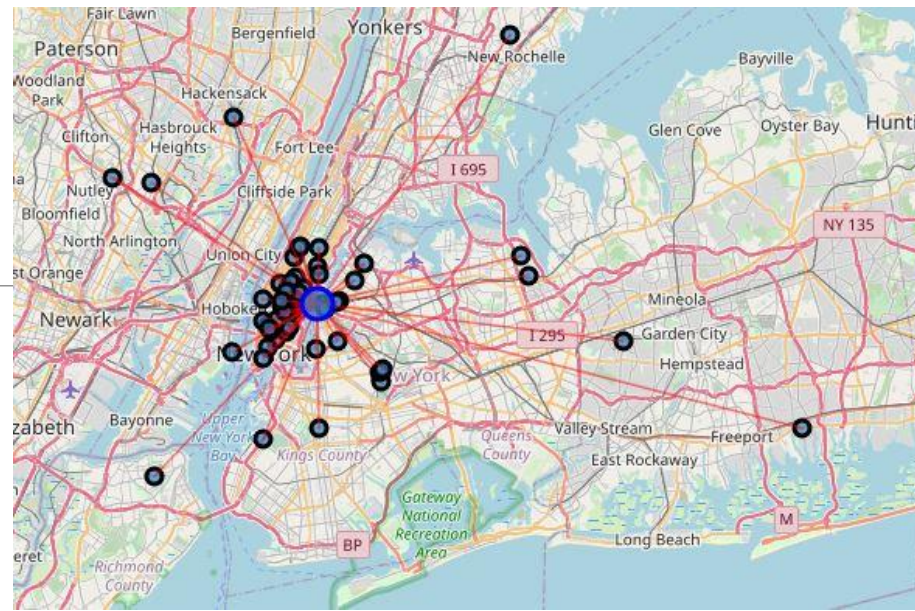 Fair Lawn
Yonkers
Paterson
Bergenfield
New Rochelle
Bayville
Woodland
Park
Hackensack
Glen Cove
Oyster Bay
Hunti
Clifton
Hasbrouck
Heights
Fort Lee
I 695
Nutley
Cliffside Park
Bloomfield
NY 135
North Arlington
Union City
st Orange
Hoboke
Mineola
Newark
I 295
Garden City
New York
Hempstead
w York
Bayonne
Upper
New York
Bay
zabeth
Kings County
Queens
County
Valley Stream
Freeport
East Rockaway
Gateway
National
Recreation
Area
M
BP
Long Beach
eret
Richmond
County